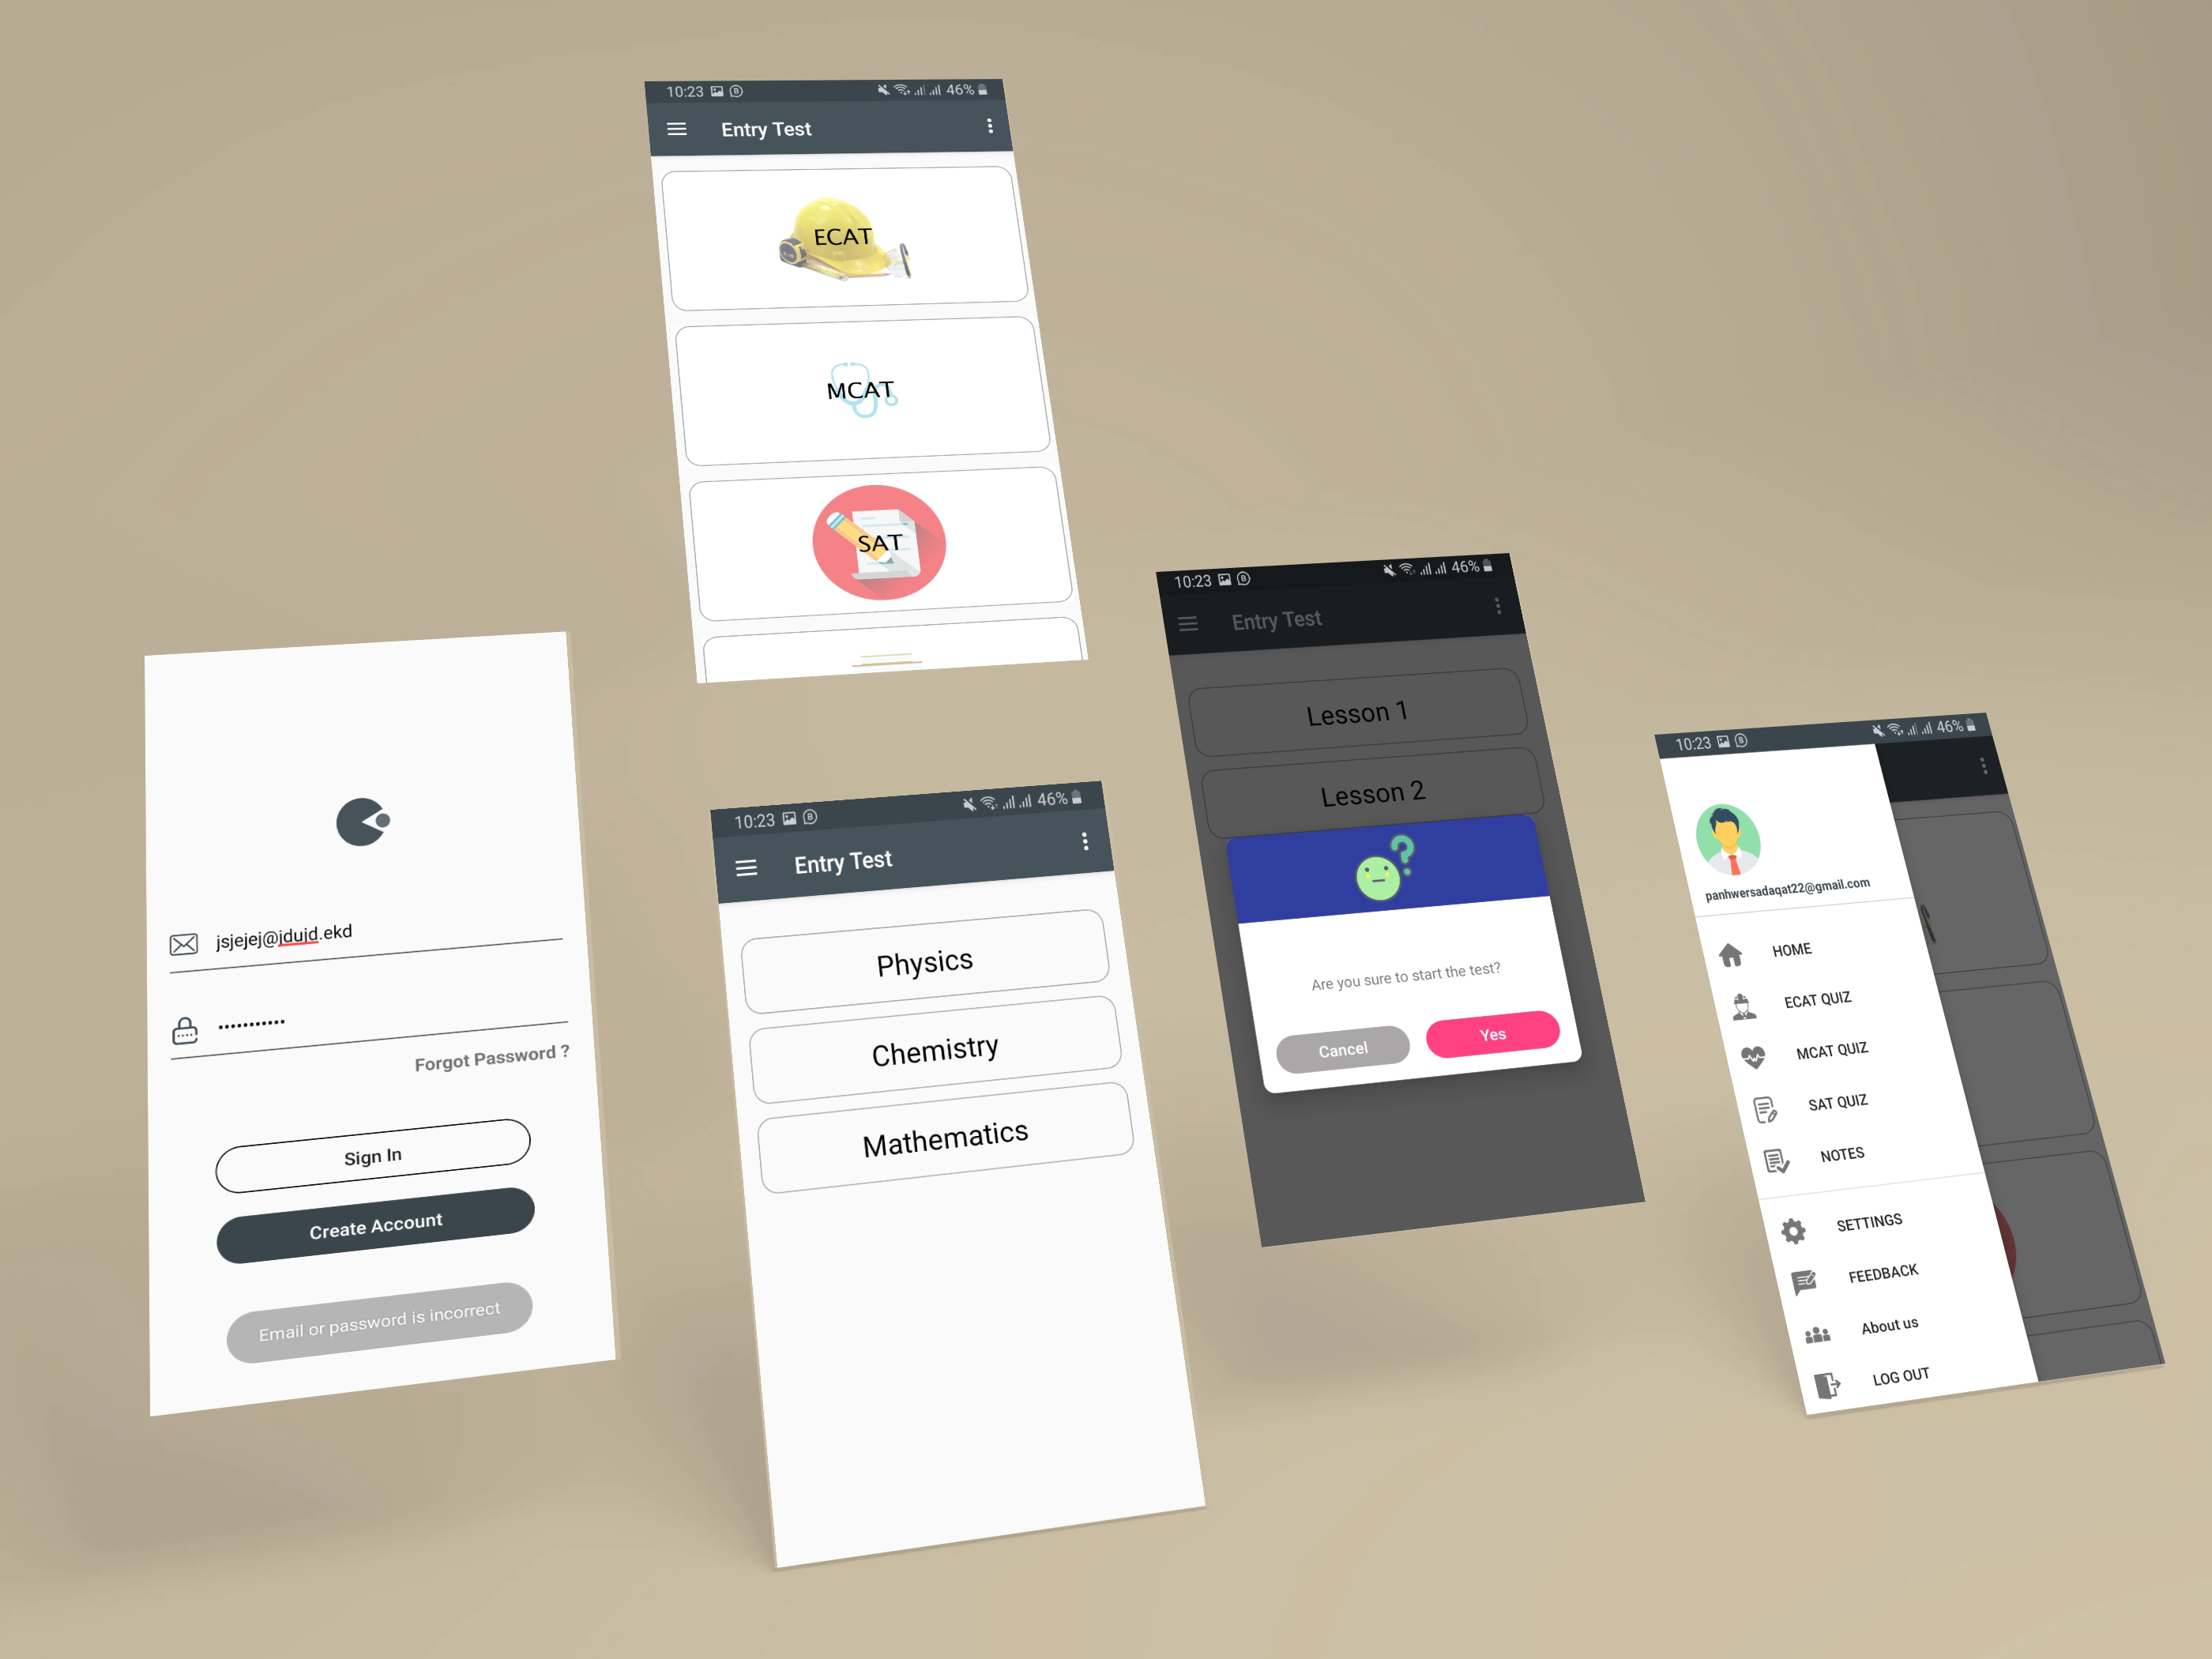 jsjejej@jdujd.ekd
•••••••••••
Forgot Password ?
Sign In
Create Account
Email or password is incorrect
10:23
46%
Entry Test
ECAT
MCAT
SAT
10:23
46%
Entry Test
Physics
Chemistry
Mathematics
10:23
46%
Entry Test
Lesson 1
Lesson 2
?
Are you sure to start the test?
Cancel
Yes
10:23
46%
panhwersadaqat22@gmail.com
HOME
ECAT QUIZ
MCAT QUIZ
SAT QUIZ
NOTES
SETTINGS
FEEDBACK
About us
LOG OUT